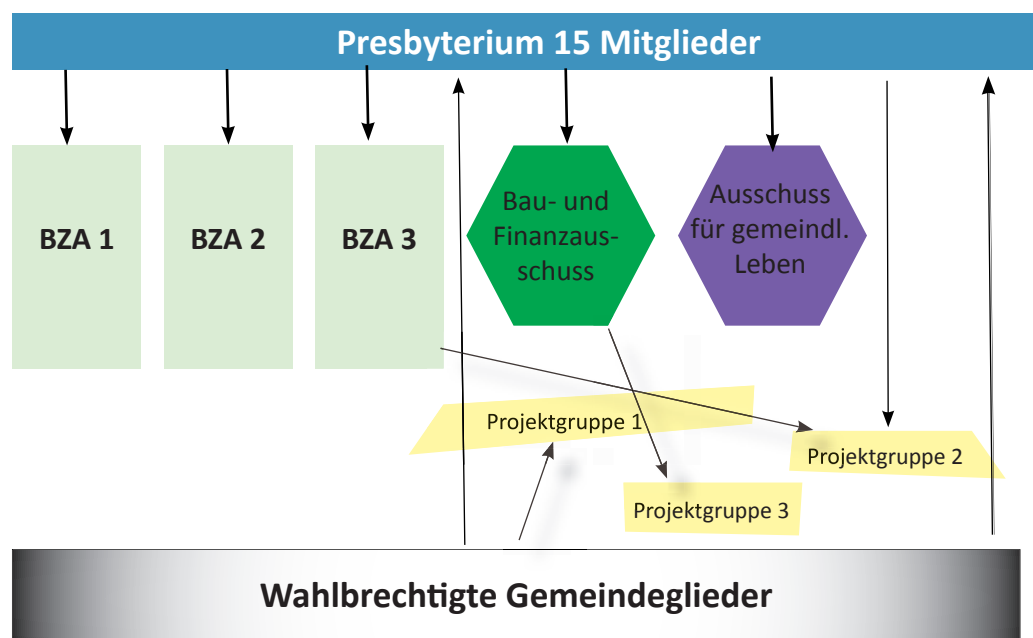 Presbyterium 15 Mitglieder
BZA 1
BZA 2
BZA 3
Bau- und
Finanzaus-
schuss
Ausschuss
für gemeindl.
Leben
Projektgruppe 1
Projektgruppe 2
Projektgruppe 3
Wahlbrechtigte Gemeindeglieder